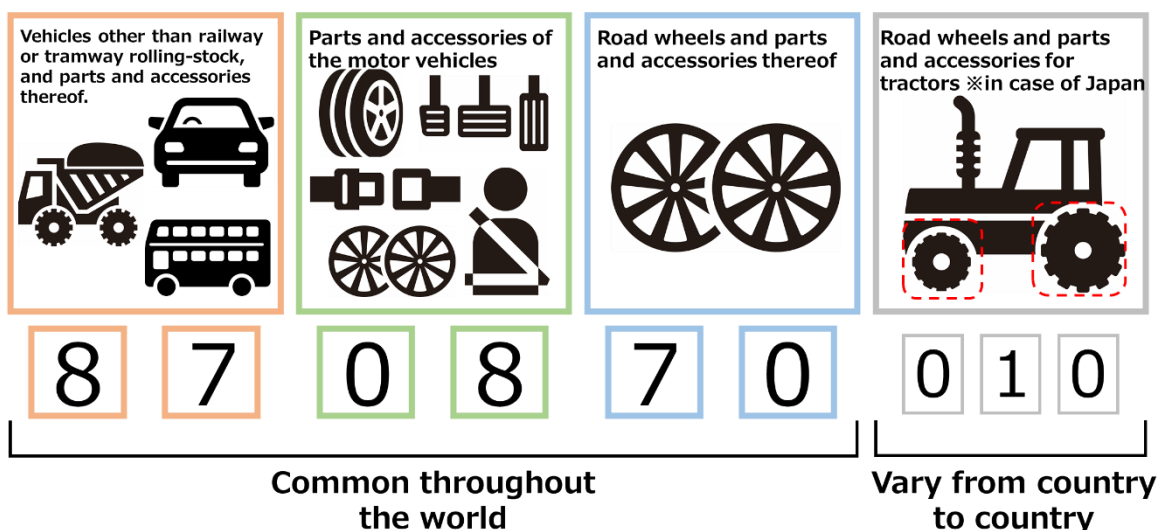 Vehicles other than railway
or tramway rolling-stock,
and parts and accessories
thereof.
Parts and accessories of
the motor vehicles
Road wheels and parts
and accessories thereof
Road wheels and parts
and accessories for
tractors ※in case of Japan
8 7 0 8 7 0 0 1 0
Common throughout
the world
Vary from country
to country